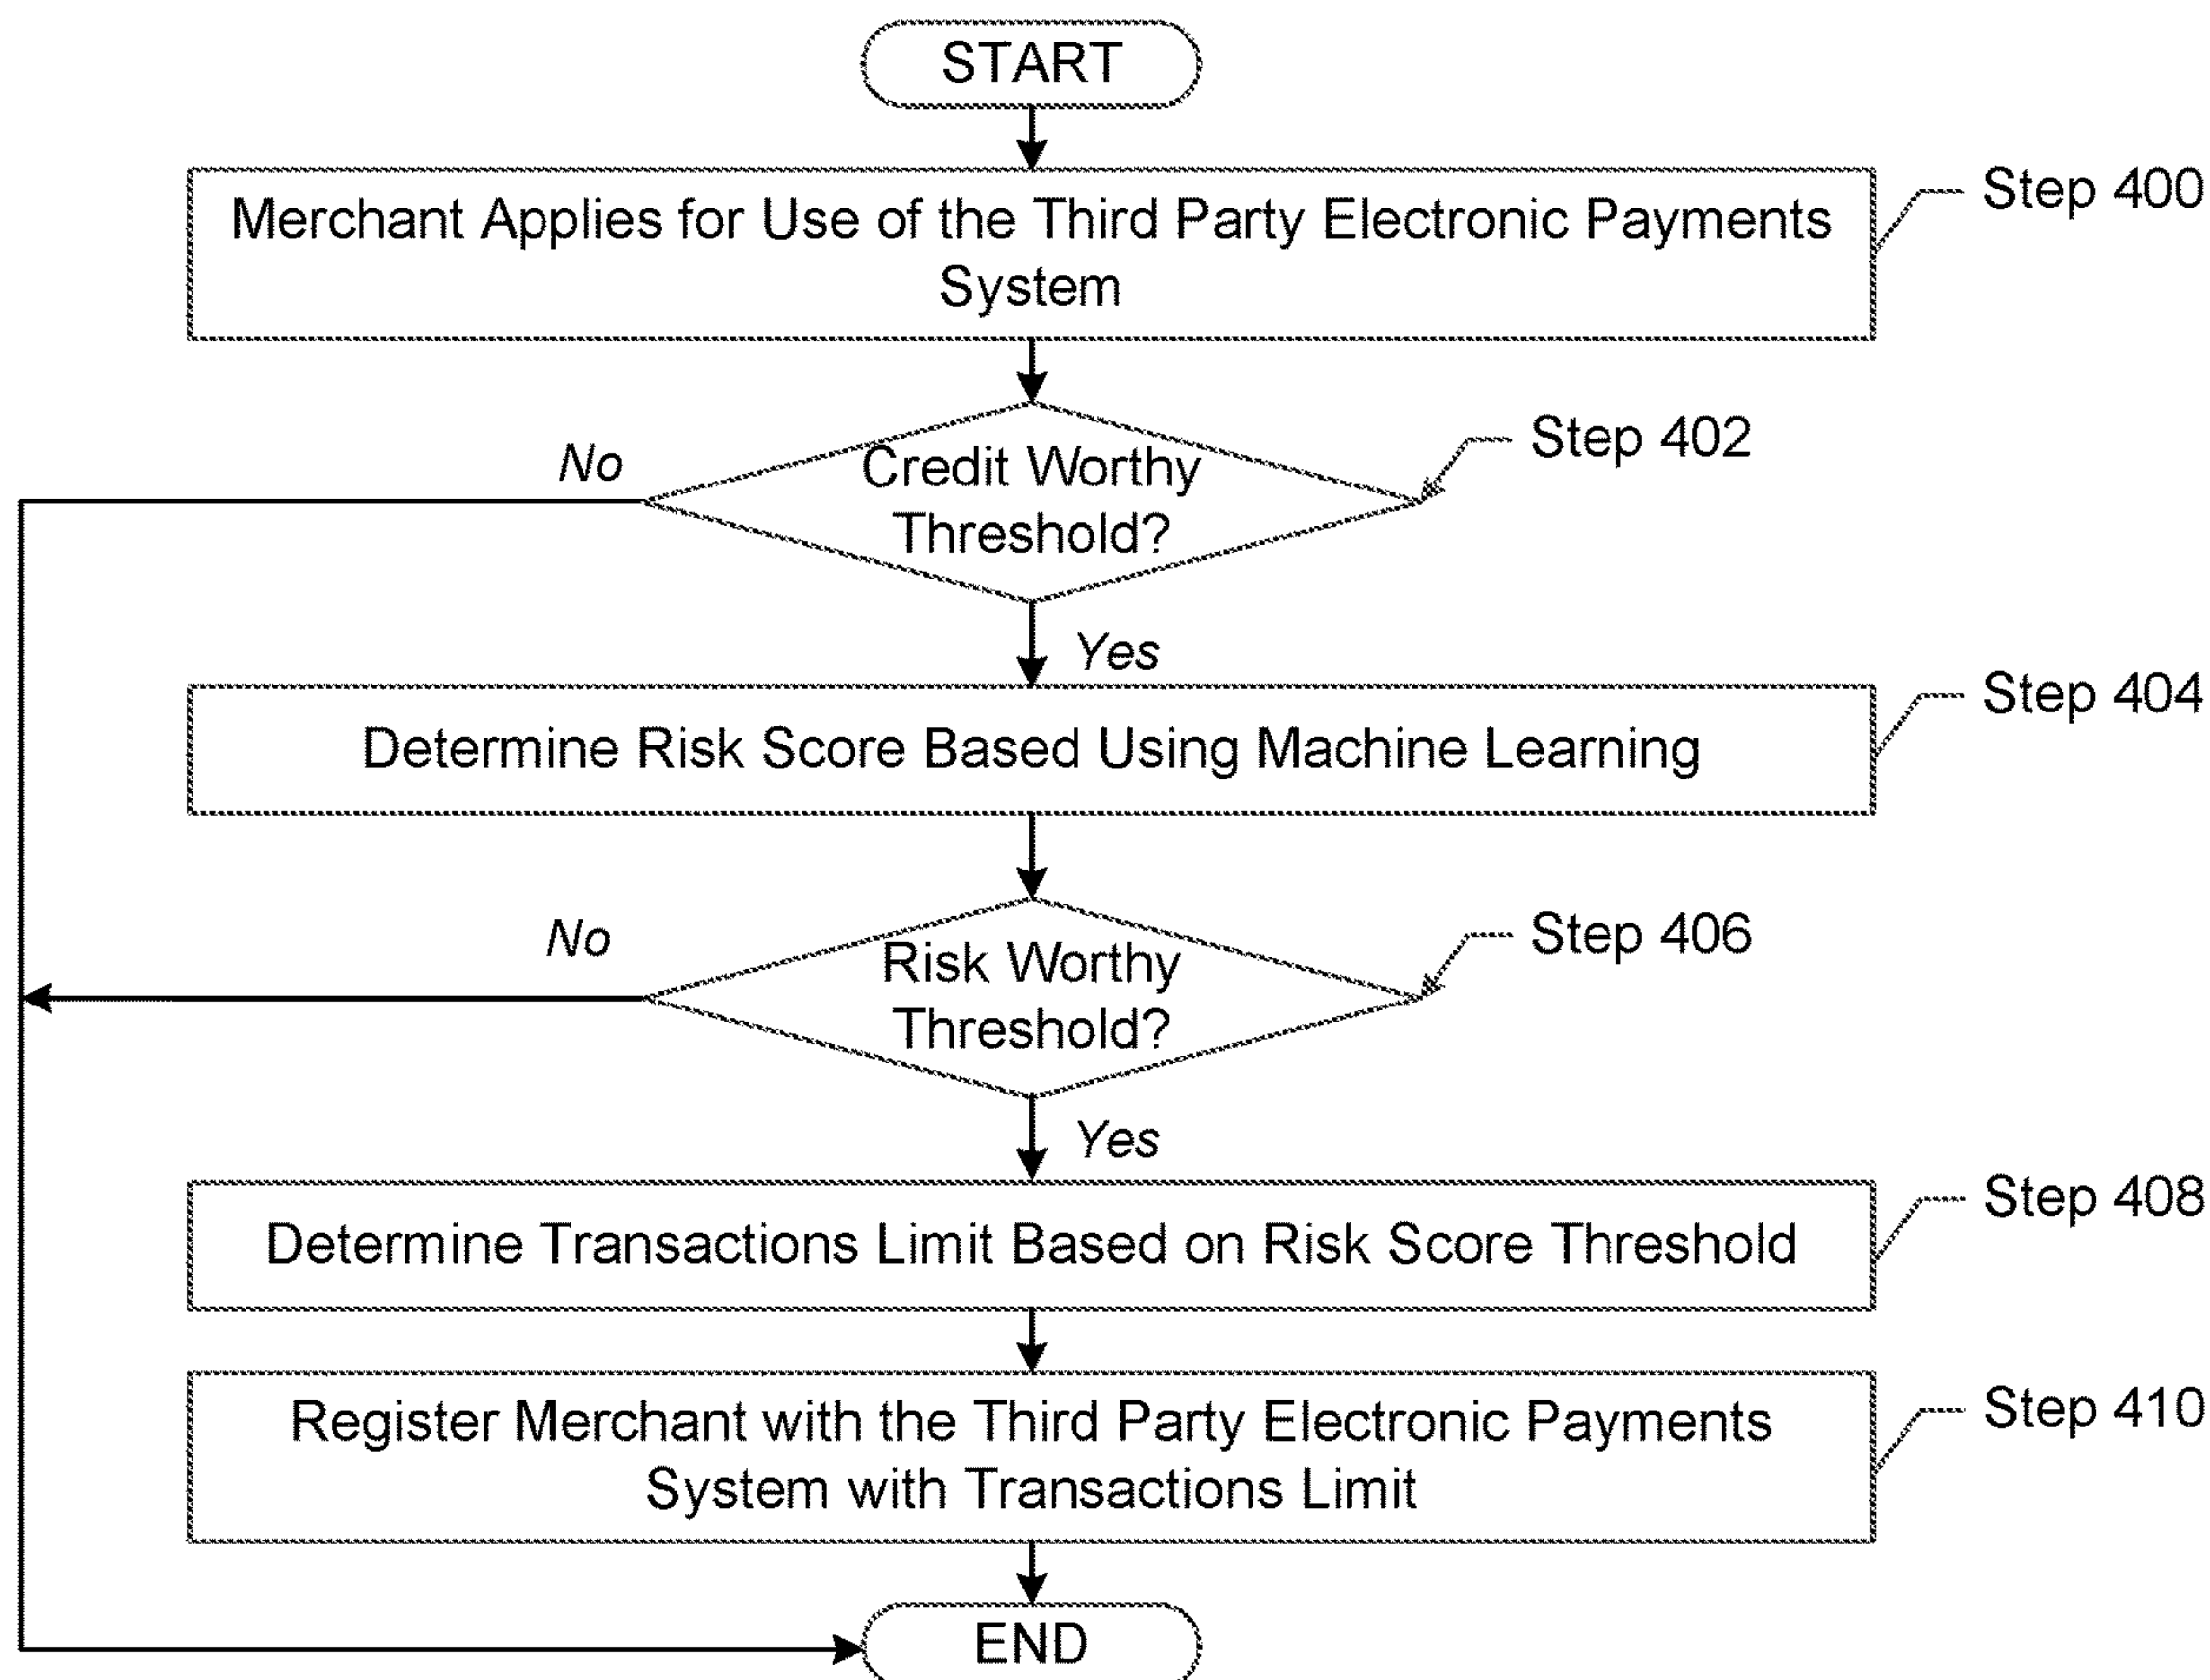 START
Merchant Applies for Use of the Third Party Electronic Payments
System
Step 400
Credit Worthy
Threshold?
Step 402
No
Yes
Determine Risk Score Based Using Machine Learning
Step 404
Risk Worthy
Threshold?
Step 406
No
Yes
Determine Transactions Limit Based on Risk Score Threshold
Step 408
Register Merchant with the Third Party Electronic Payments
System with Transactions Limit
Step 410
END